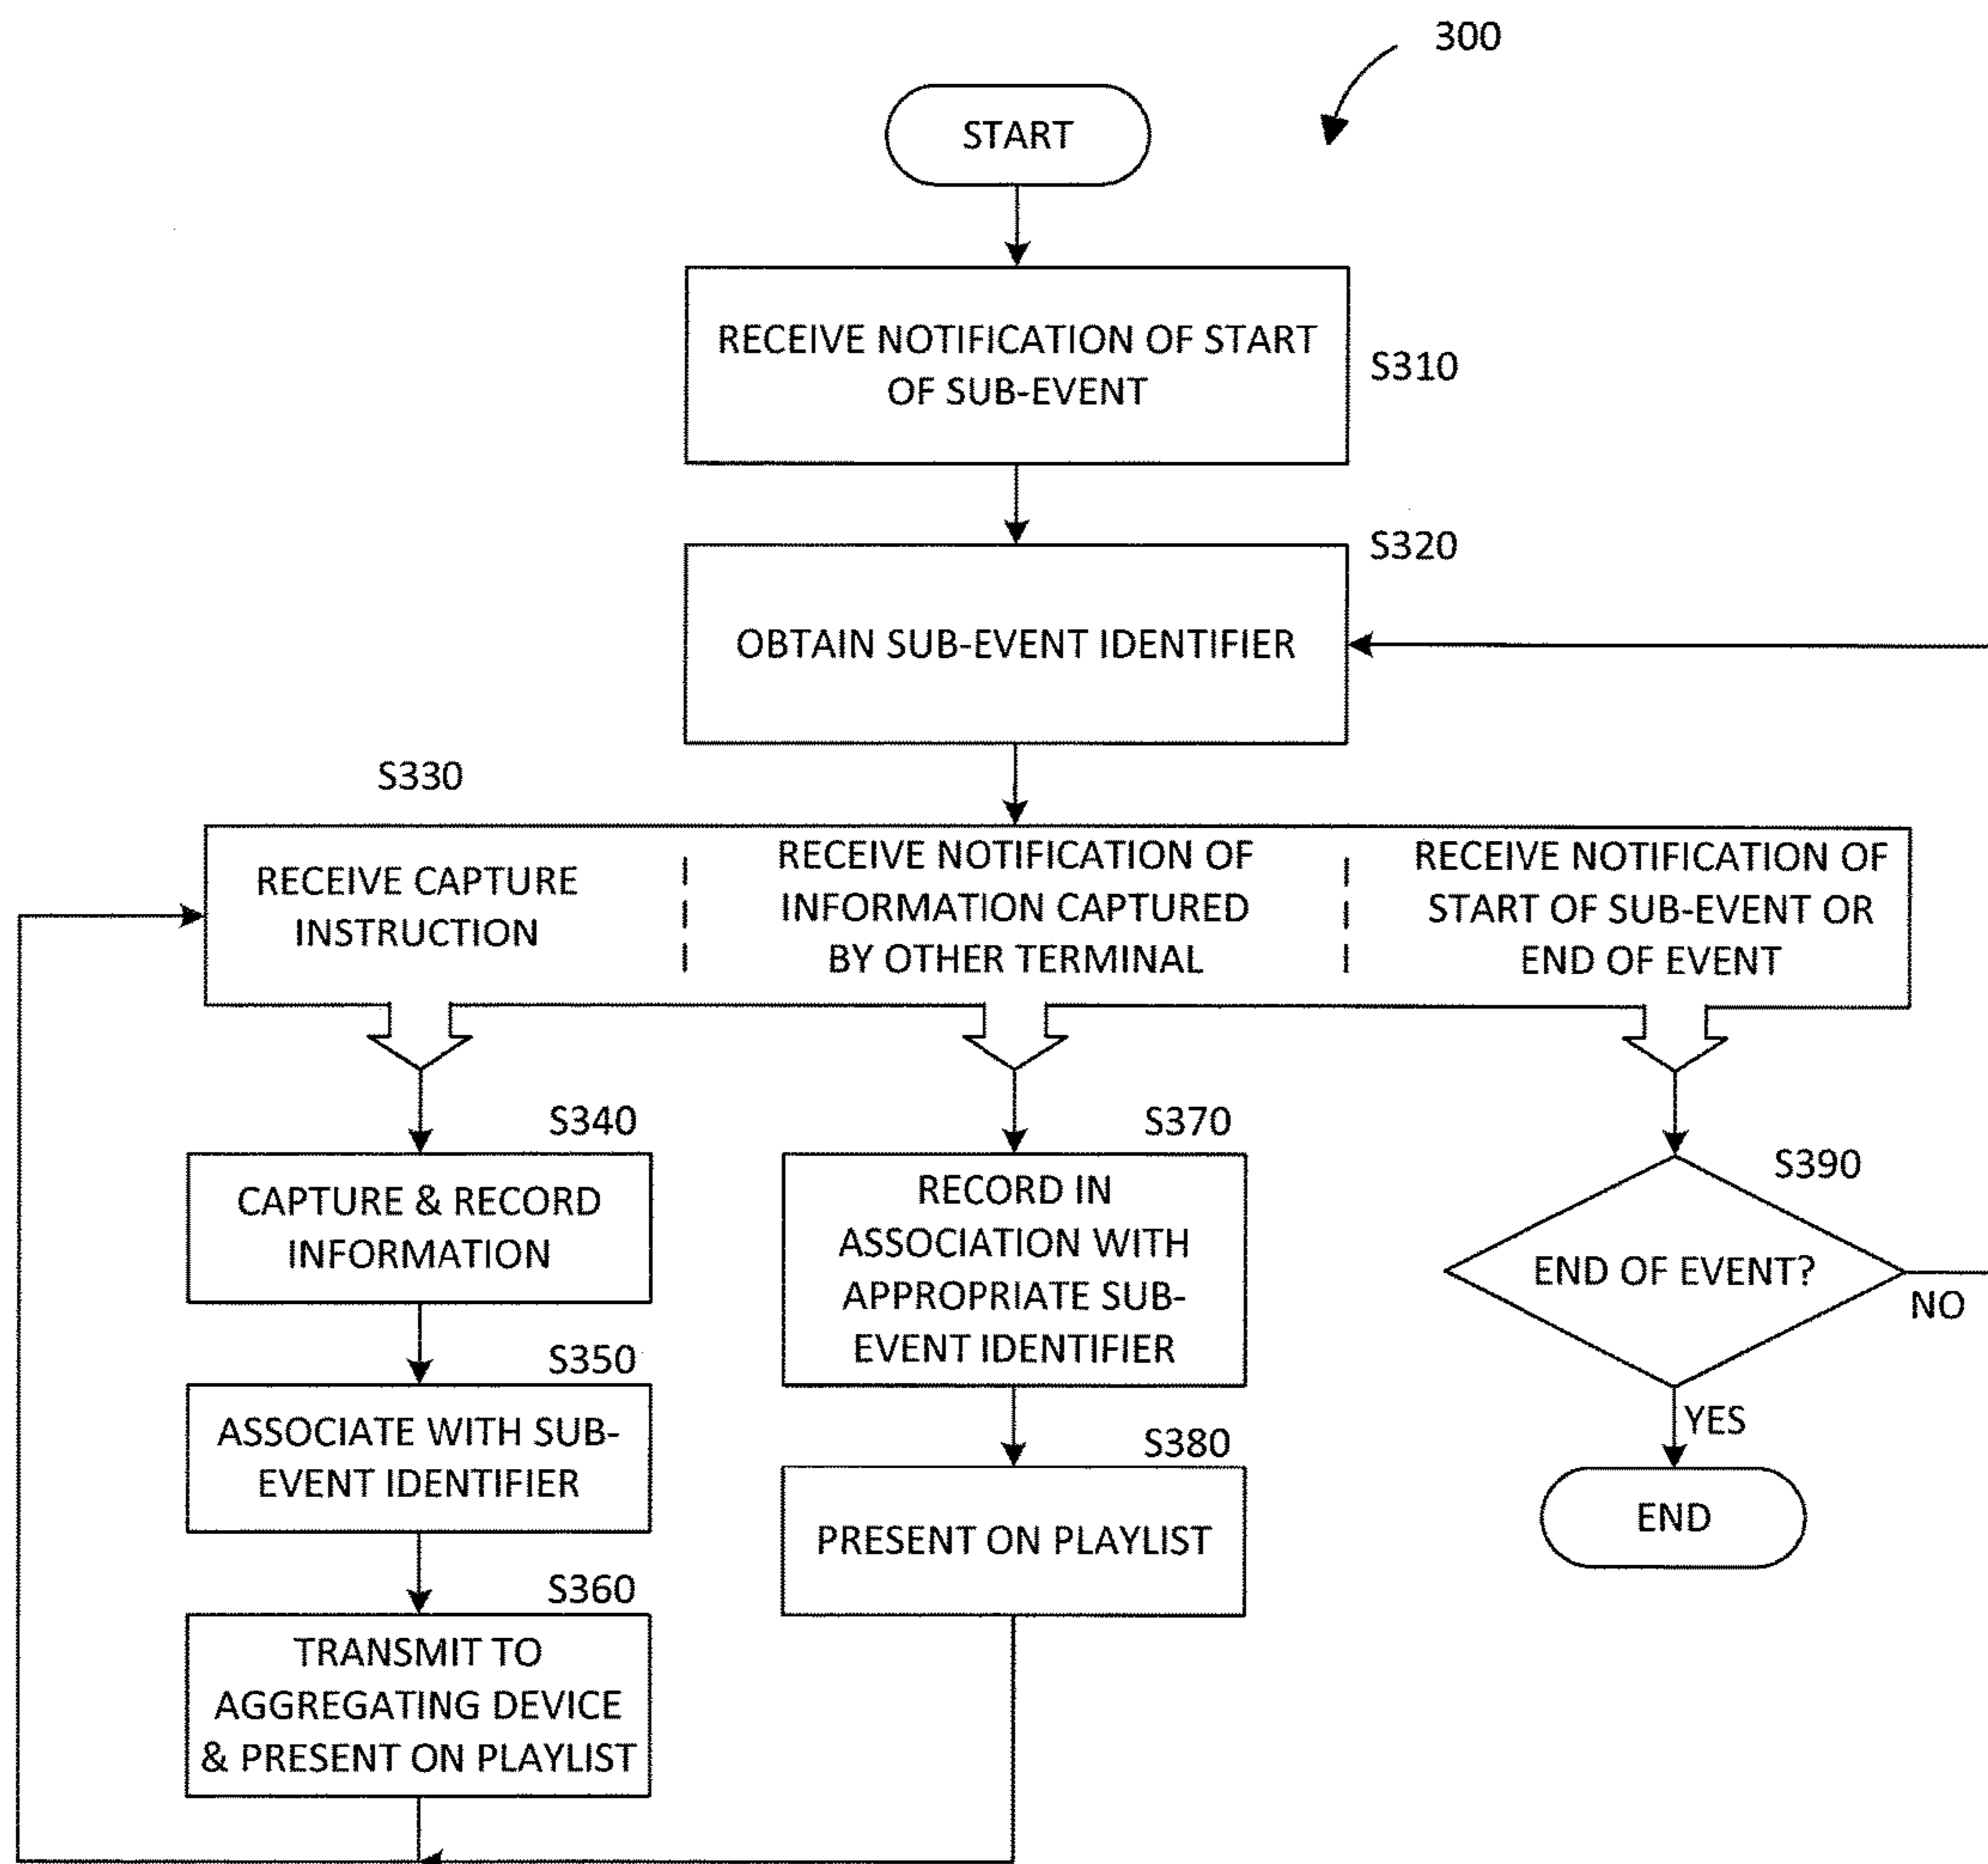 300
START
RECEIVE NOTIFICATION OF START
OF SUB-EVENT
S310
S320
OBTAIN SUB-EVENT IDENTIFIER
S330
RECEIVE CAPTURE
INSTRUCTION
RECEIVE NOTIFICATION OF
INFORMATION CAPTURED
BY OTHER TERMINAL
RECEIVE NOTIFICATION OF
START OF SUB-EVENT OR
END OF EVENT
S340
CAPTURE & RECORD
INFORMATION
S350
ASSOCIATE WITH SUB-
EVENT IDENTIFIER
S360
TRANSMIT TO
AGGREGATING DEVICE
& PRESENT ON PLAYLIST
S370
RECORD IN
ASSOCIATION WITH
APPROPRIATE SUB-
EVENT IDENTIFIER
S380
PRESENT ON PLAYLIST
S390
END OF EVENT?
NO
YES
END